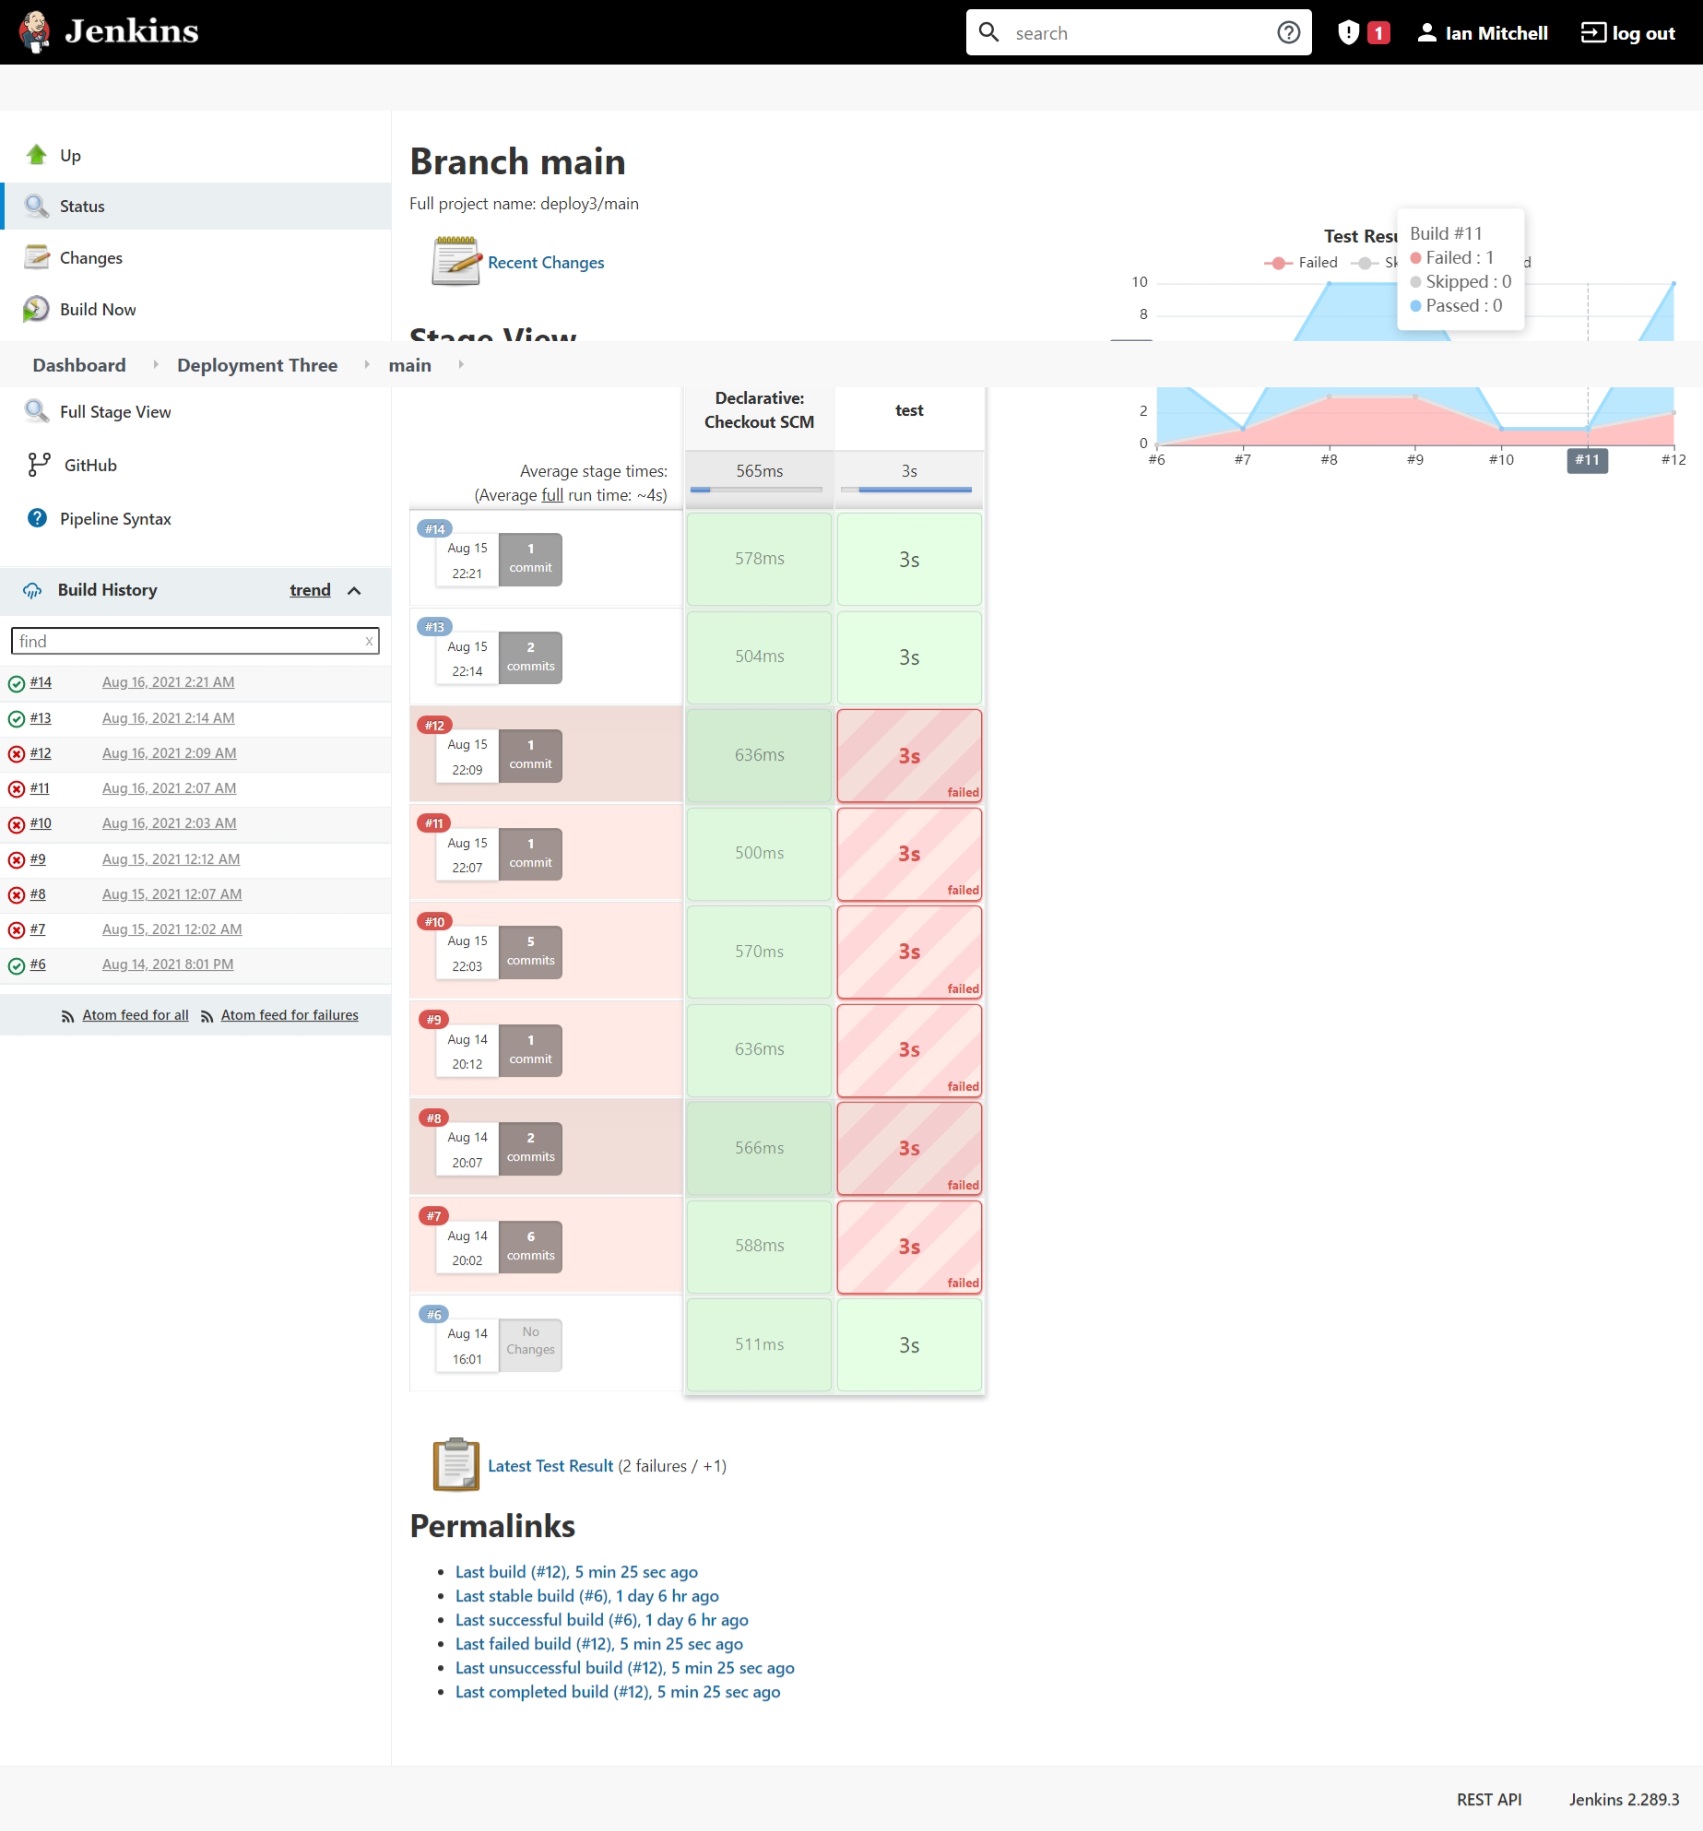 Jenkins
search
1
Ian Mitchell
log out
Up
Status
Changes
Build Now
Branch main
Full project name: deploy3/main
Recent Changes
Stage View
Test Resu
Failed
Sk
d
Build #11
Failed : 1
Skipped : 0
Passed : 0
10
8
2
0
#6
#7
#8
#9
#10
#11
#12
Dashboard
Deployment Three
main
Full Stage View
GitHub
Pipeline Syntax
Build History
trend
find
x
#14 Aug 16, 2021 2:21 AM
#13 Aug 16, 2021 2:14 AM
#12 Aug 16, 2021 2:09 AM
#11 Aug 16, 2021 2:07 AM
#10 Aug 16, 2021 2:03 AM
#9 Aug 15, 2021 12:12 AM
#8 Aug 15, 2021 12:07 AM
#7 Aug 15, 2021 12:02 AM
#6 Aug 14, 2021 8:01 PM
Atom feed for all
Atom feed for failures
Declarative:
Checkout SCM
test
Average stage times:
(Average full run time: ~4s)
565ms
3s
#14
Aug 15
22:21
1
commit
578ms
3s
#13
Aug 15
22:14
2
commits
504ms
3s
#12
Aug 15
22:09
1
commit
636ms
3s
failed
#11
Aug 15
22:07
1
commit
500ms
3s
failed
#10
Aug 15
22:03
5
commits
570ms
3s
failed
#9
Aug 14
20:12
1
commit
636ms
3s
failed
#8
Aug 14
20:07
2
commits
566ms
3s
failed
#7
Aug 14
20:02
6
commits
588ms
3s
failed
#6
Aug 14
16:01
No
Changes
511ms
3s
Latest Test Result (2 failures / +1)
Permalinks
Last build (#12), 5 min 25 sec ago
Last stable build (#6), 1 day 6 hr ago
Last successful build (#6), 1 day 6 hr ago
Last failed build (#12), 5 min 25 sec ago
Last unsuccessful build (#12), 5 min 25 sec ago
Last completed build (#12), 5 min 25 sec ago
REST API
Jenkins 2.289.3